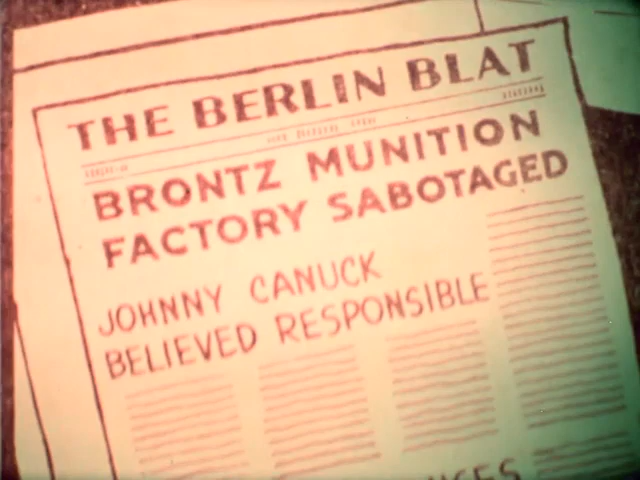 THE BERLIN BLAT
BRONTZ MUNITION
FACTORY SABOTAGED
JOHNNY CANUCK
BELIEVED RESPONSIBLE